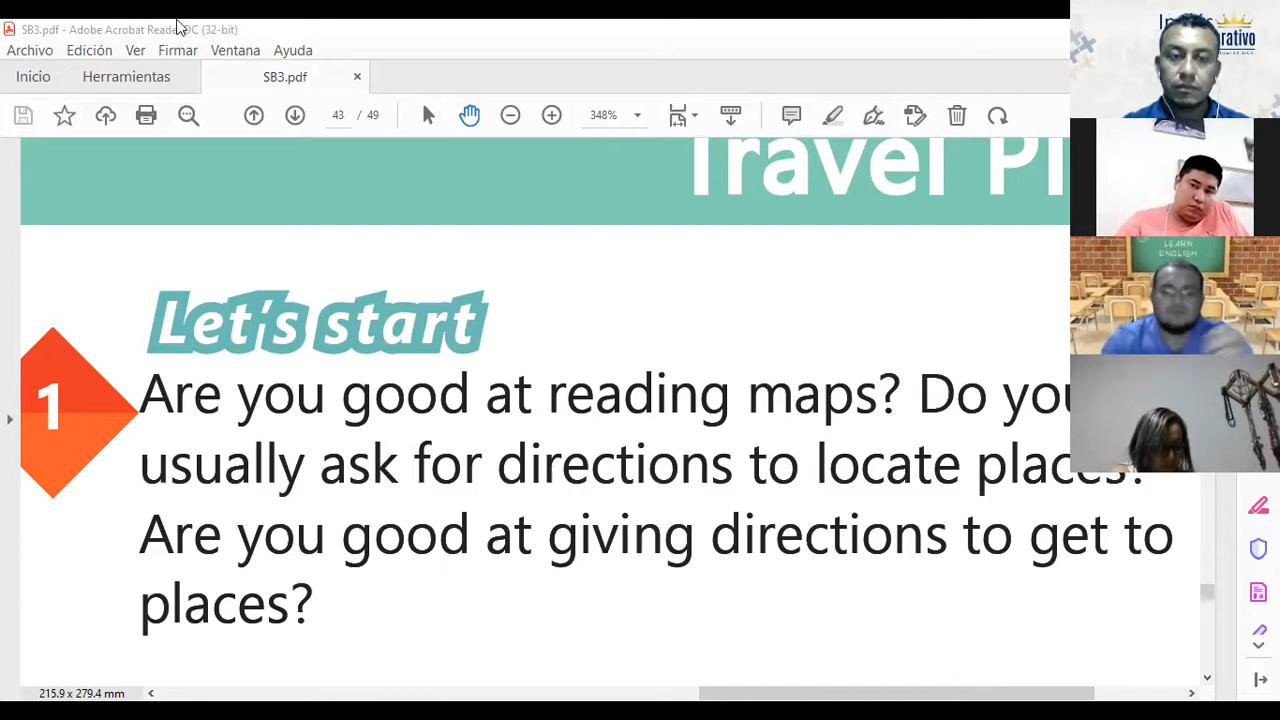 SB3.pdf - Adobe Acrobat Reader DC (32-bit)
Archivo Edición Ver Firmar Ventana Ayuda
Inicio Herramientas SB3.pdf ×
43 / 49 348%
Travel
Let's start
1
Are you good at reading maps? Do you
usually ask for directions to locate places?
Are you good at giving directions to get to
places?
215.9 x 279.4 mm
LEARN
ENGLISH